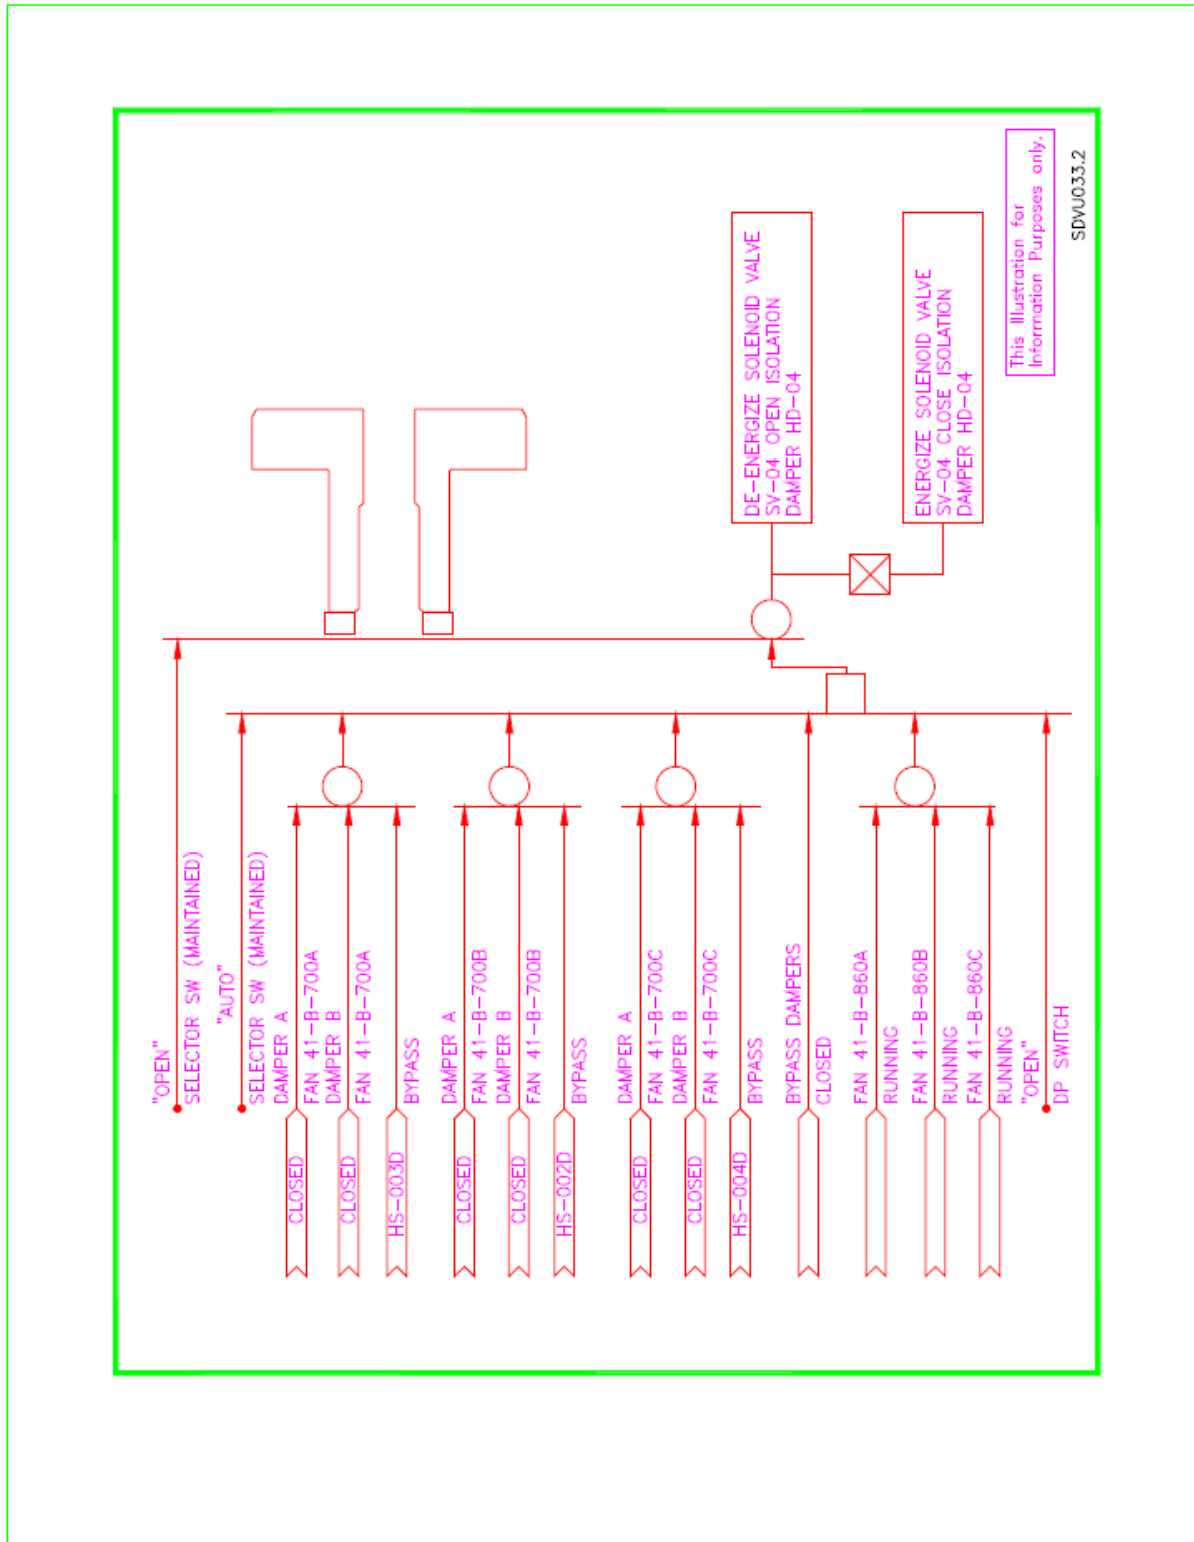 "OPEN"
SELECTOR SW (MAINTAINED)
"AUTO"
SELECTOR SW (MAINTAINED)
DAMPER A
FAN 41-B-700A
CLOSED
DAMPER B
FAN 41-B-700A
CLOSED
BYPASS
HS-003D
DAMPER A
FAN 41-B-700B
CLOSED
DAMPER B
FAN 41-B-700B
CLOSED
BYPASS
HS-002D
DAMPER A
FAN 41-B-700C
CLOSED
DAMPER B
FAN 41-B-700C
CLOSED
BYPASS
HS-004D
BYPASS DAMPERS
CLOSED
FAN 41-B-860A
RUNNING
FAN 41-B-860B
RUNNING
FAN 41-B-860C
RUNNING
"OPEN"
DP SWITCH
DE-ENERGIZE SOLENOID VALVE
SV-04 OPEN ISOLATION
DAMPER HD-04
ENERGIZE SOLENOID VALVE
SV-04 CLOSE ISOLATION
DAMPER HD-04
This Illustration for
Information Purposes only.
SDVU033.2